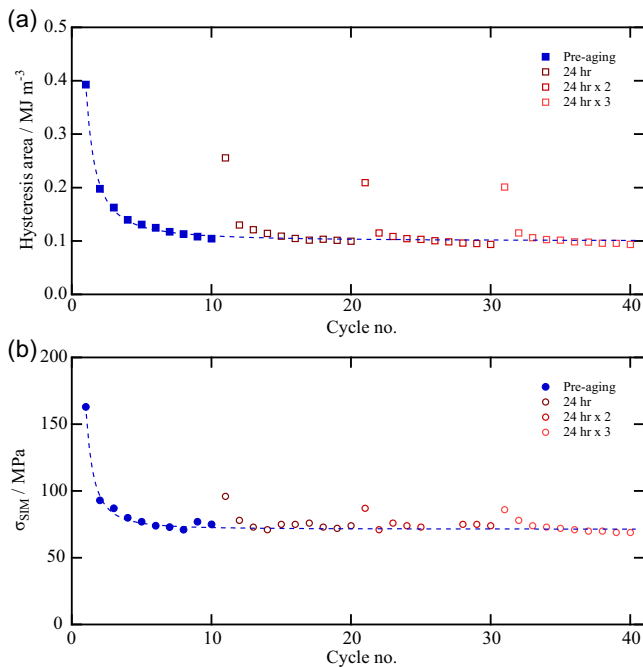 (a)
0.5
0.4
0.3
0.2
0.1
0.0
Hysteresis area / MJ m⁻³
Pre-aging
24 hr
24 hr x 2
24 hr x 3
0 10 20 30 40
Cycle no.
(b)
200
150
100
50
0
σSIM / MPa
Pre-aging
24 hr
24 hr x 2
24 hr x 3
0 10 20 30 40
Cycle no.